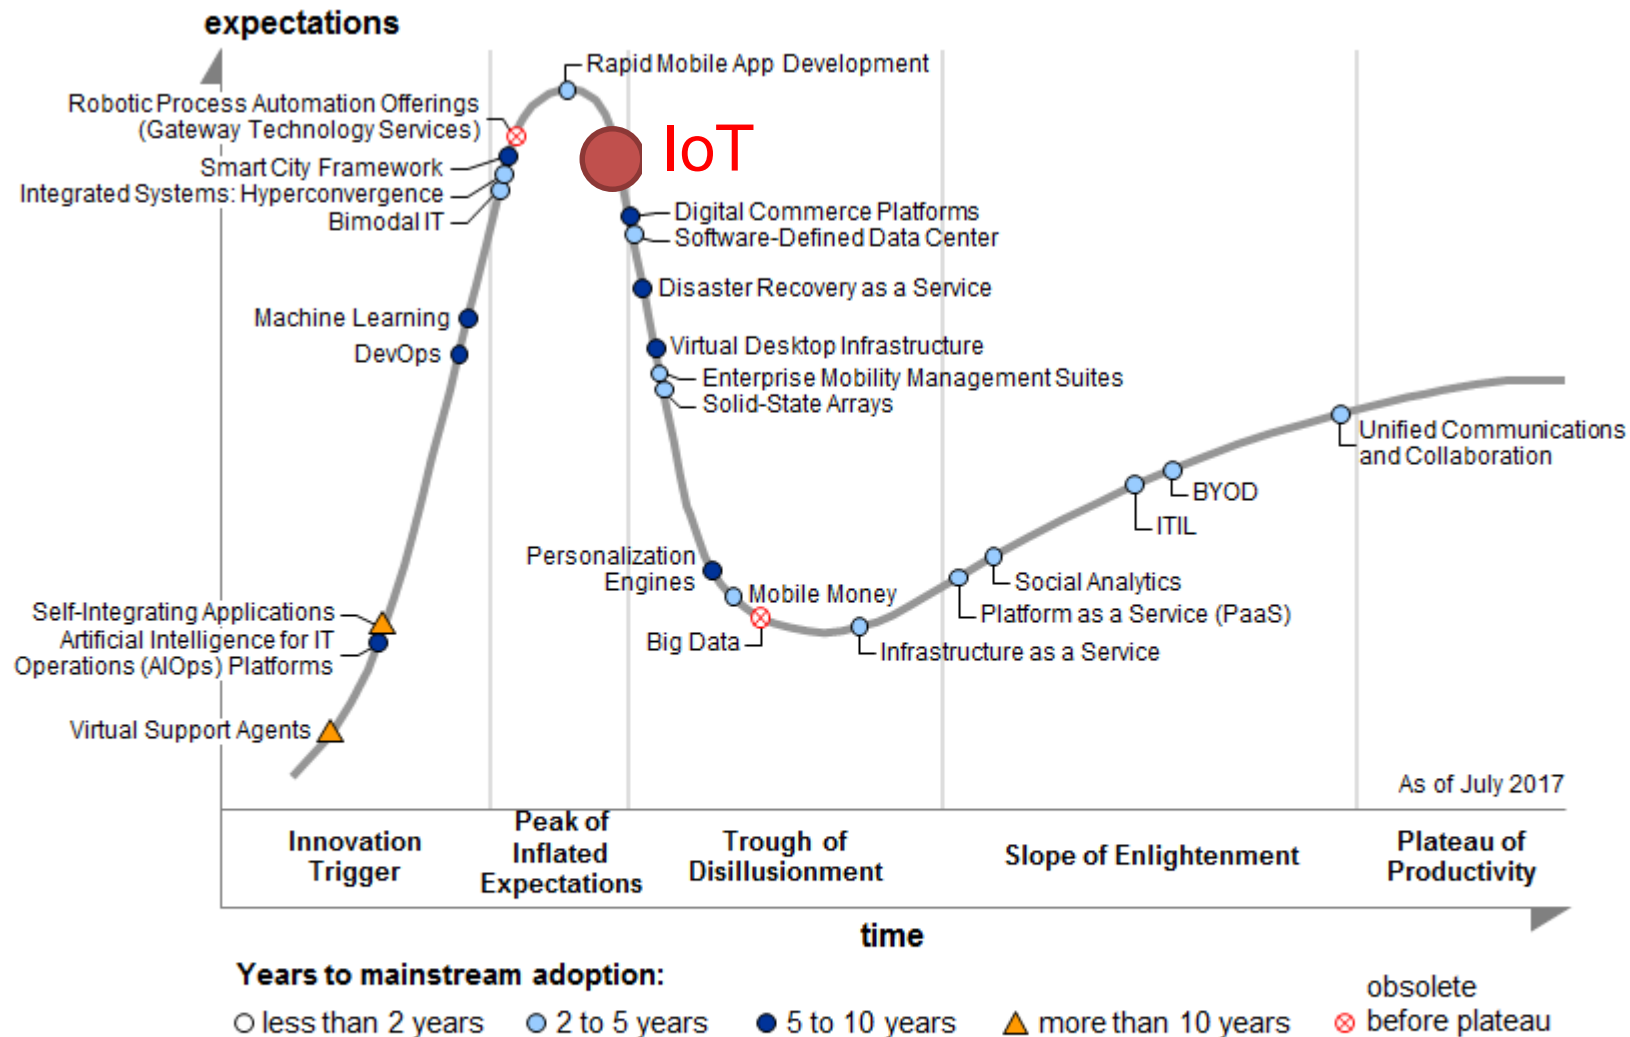 expectations
Rapid Mobile App Development
Robotic Process Automation Offerings
(Gateway Technology Services)
IoT
Smart City Framework
Integrated Systems: Hyperconvergence
Bimodal IT
Digital Commerce Platforms
Software-Defined Data Center
Disaster Recovery as a Service
Machine Learning
DevOps
Virtual Desktop Infrastructure
Enterprise Mobility Management Suites
Solid-State Arrays
Unified Communications
and Collaboration
BYOD
ITIL
Personalization
Engines
Mobile Money
Big Data
Infrastructure as a Service
Social Analytics
Platform as a Service (PaaS)
Self-Integrating Applications
Artificial Intelligence for IT
Operations (AIOps) Platforms
Virtual Support Agents
As of July 2017
Innovation
Trigger
Peak of
Inflated
Expectations
Trough of
Disillusionment
Slope of Enlightenment
Plateau of
Productivity
time
Years to mainstream adoption:
less than 2 years
2 to 5 years
5 to 10 years
more than 10 years
obsolete
before plateau